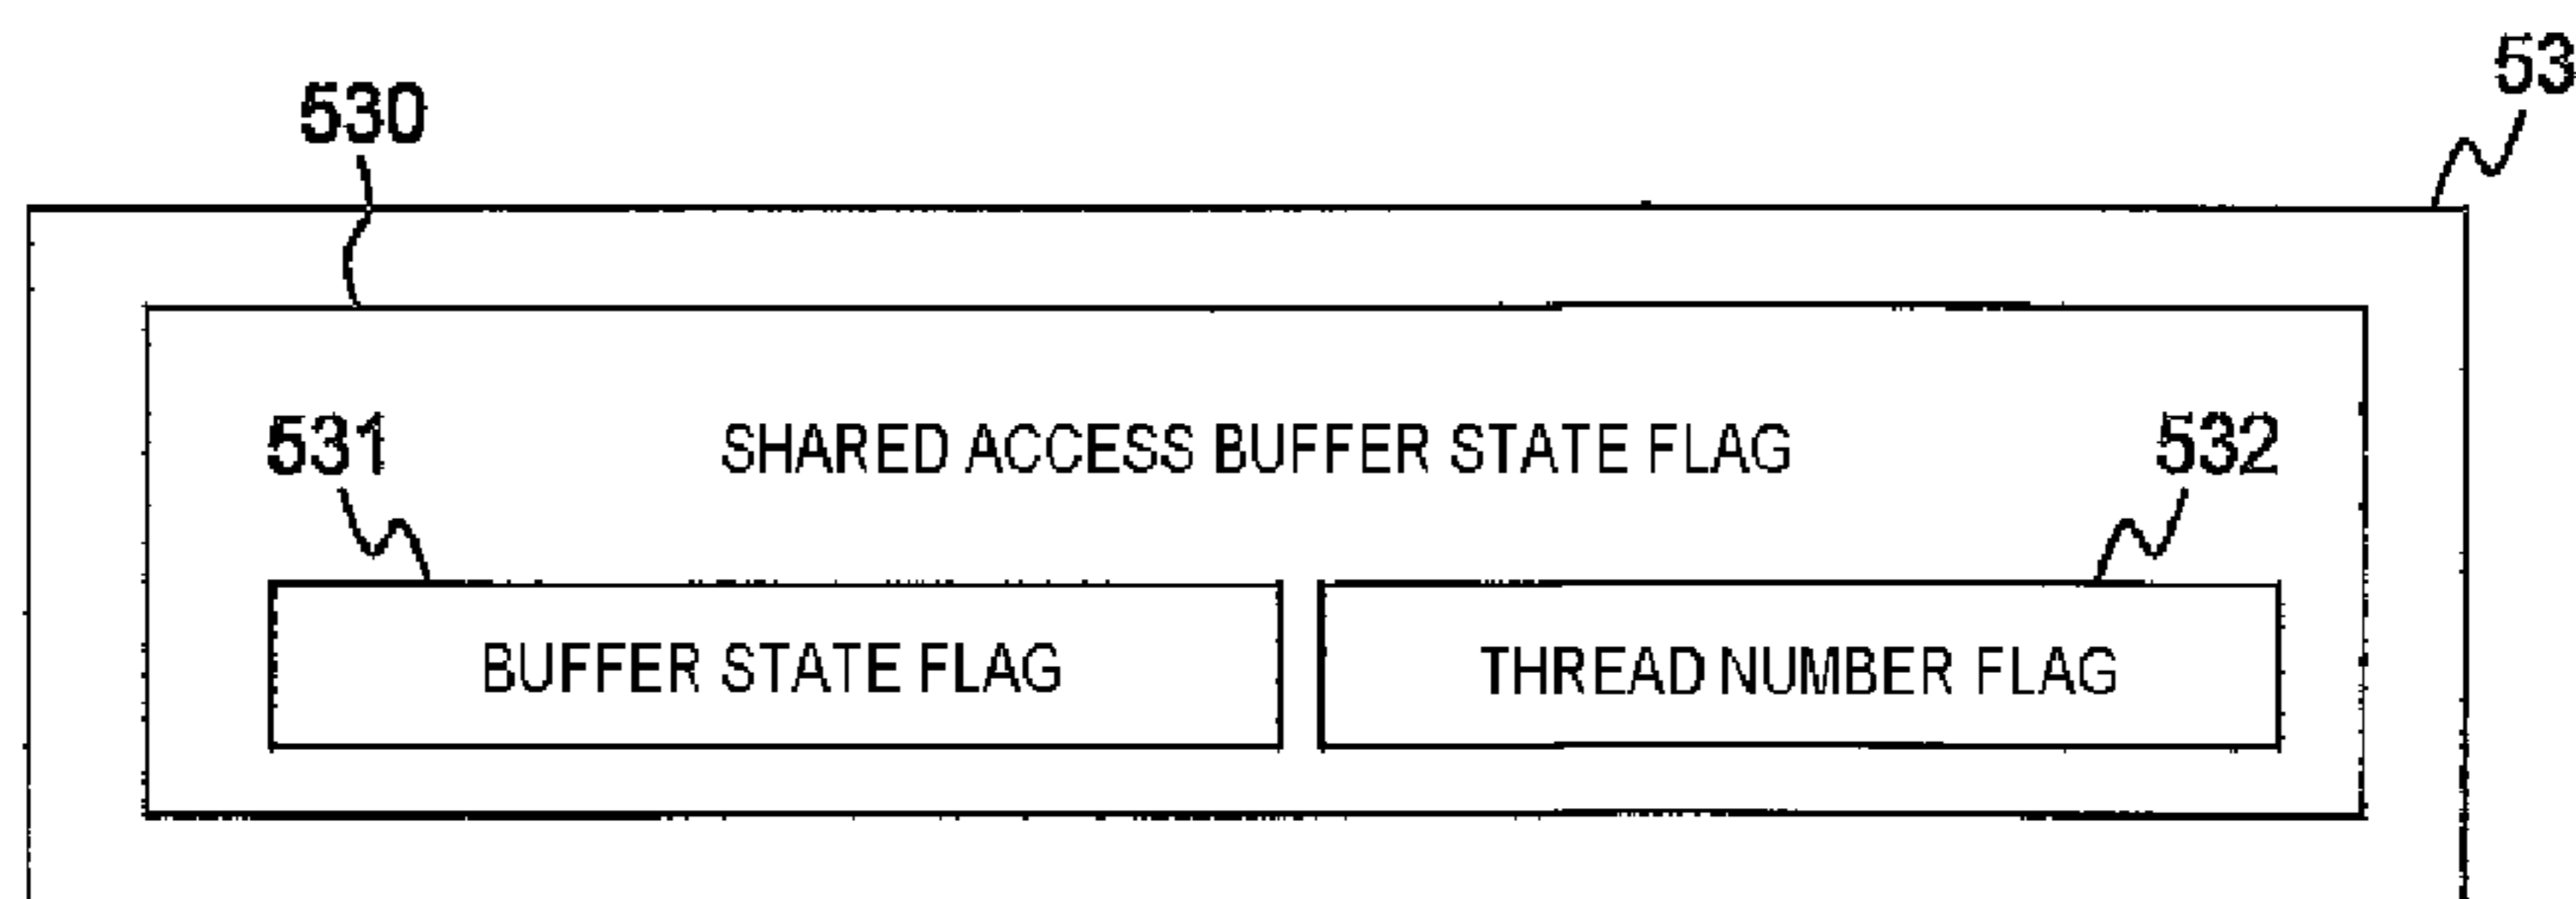 53
530
531
SHARED ACCESS BUFFER STATE FLAG
532
BUFFER STATE FLAG
THREAD NUMBER FLAG